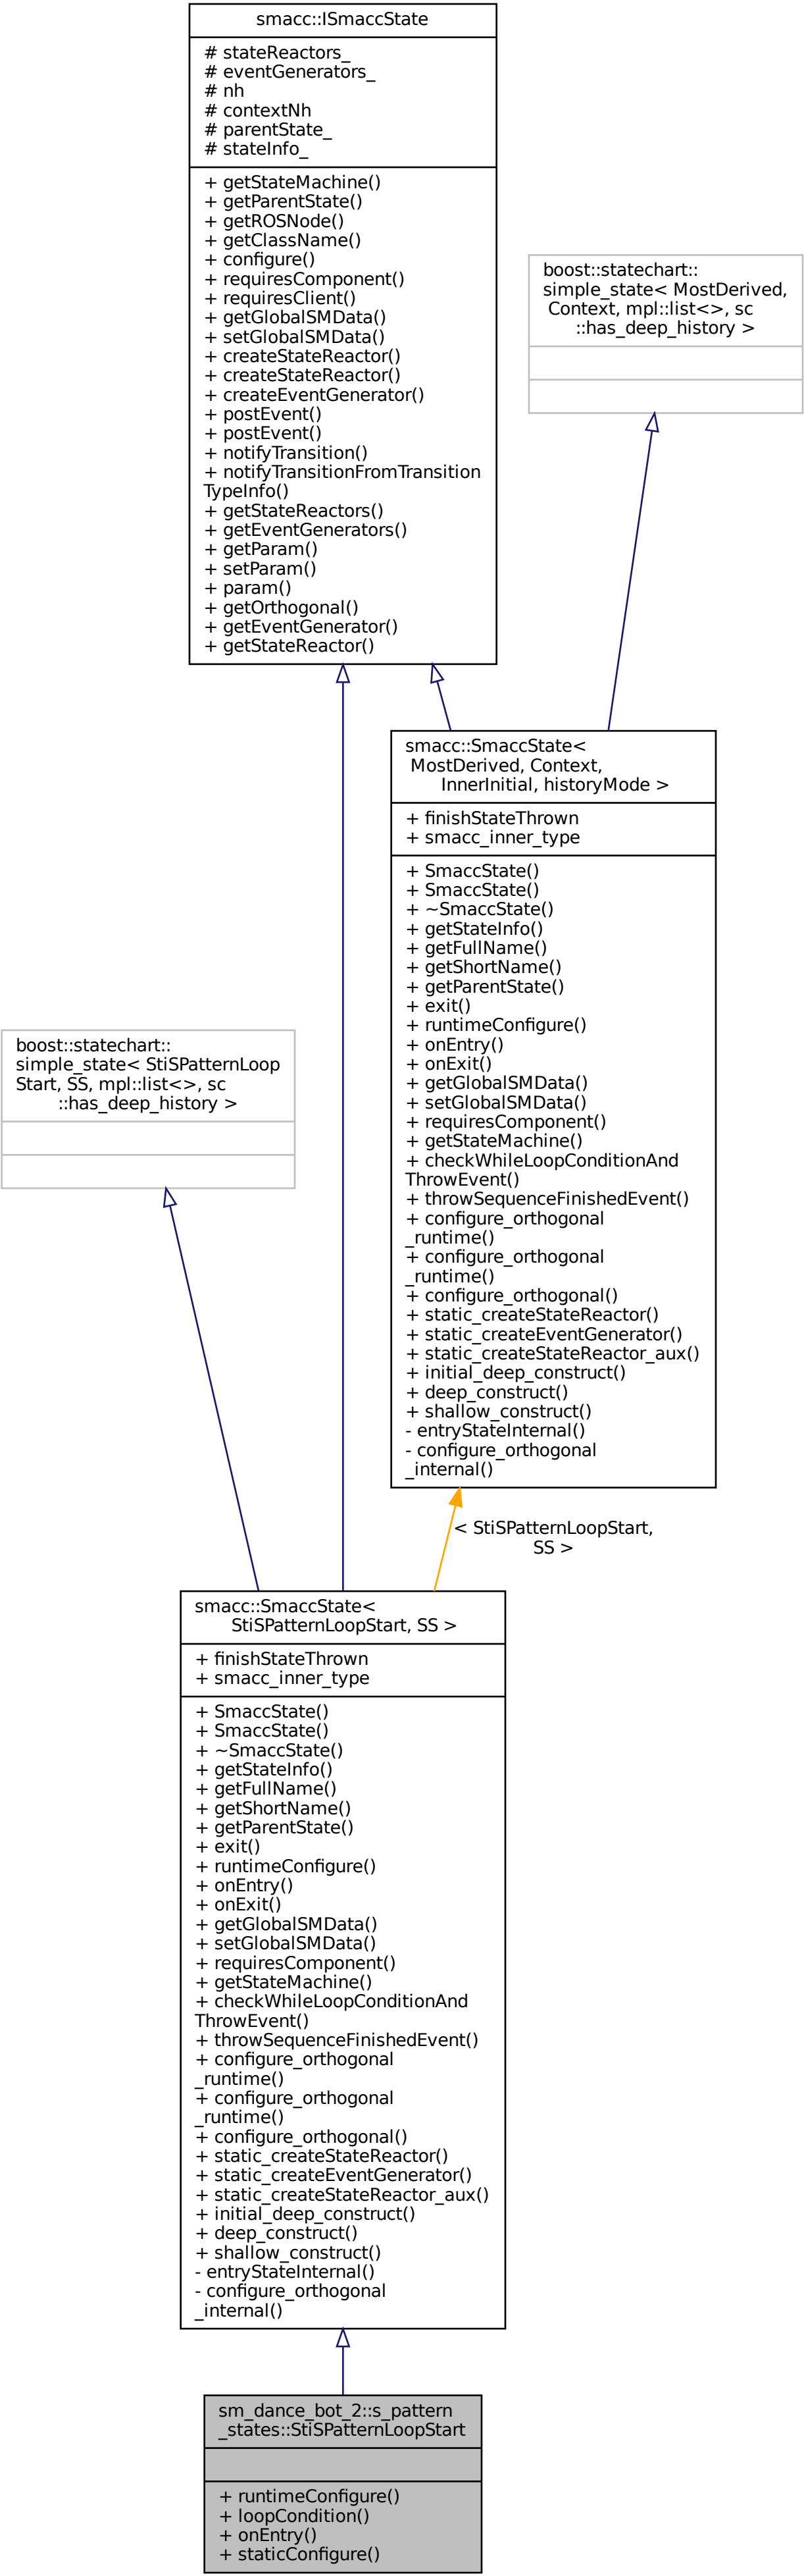 smacc::ISmaccState
# stateReactors_
# eventGenerators_
# nh
# contextNh
# parentState_
# stateInfo_
+ getStateMachine()
+ getParentState()
+ getROSNode()
+ getClassName()
+ configure()
+ requiresComponent()
+ requiresClient()
+ getGlobalSMData()
+ setGlobalSMData()
+ createStateReactor()
+ createStateReactor()
+ createEventGenerator()
+ postEvent()
+ postEvent()
+ notifyTransition()
+ notifyTransitionFromTransition
TypeInfo()
+ getStateReactors()
+ getEventGenerators()
+ getParam()
+ setParam()
+ param()
+ getOrthogonal()
+ getEventGenerator()
+ getStateReactor()
boost::statechart::
simple_state< MostDerived,
Context, mpl::list<>, sc
::has_deep_history >
smacc::SmaccState<
MostDerived, Context,
InnerInitial, historyMode >
+ finishStateThrown
+ smacc_inner_type
+ SmaccState()
+ SmaccState()
+ ~SmaccState()
+ getStateInfo()
+ getFullName()
+ getShortName()
+ getParentState()
+ exit()
+ runtimeConfigure()
+ onEntry()
+ onExit()
+ getGlobalSMData()
+ setGlobalSMData()
+ requiresComponent()
+ getStateMachine()
+ checkWhileLoopConditionAnd
ThrowEvent()
+ throwSequenceFinishedEvent()
+ configure_orthogonal
_runtime()
+ configure_orthogonal
_runtime()
+ configure_orthogonal()
+ static_createStateReactor()
+ static_createEventGenerator()
+ static_createStateReactor_aux()
+ initial_deep_construct()
+ deep_construct()
+ shallow_construct()
- entryStateInternal()
- configure_orthogonal
_internal()
boost::statechart::
simple_state< StiSPatternLoop
Start, SS, mpl::list<>, sc
::has_deep_history >
< StiSPatternLoopStart,
SS >
smacc::SmaccState<
StiSPatternLoopStart, SS >
+ finishStateThrown
+ smacc_inner_type
+ SmaccState()
+ SmaccState()
+ ~SmaccState()
+ getStateInfo()
+ getFullName()
+ getShortName()
+ getParentState()
+ exit()
+ runtimeConfigure()
+ onEntry()
+ onExit()
+ getGlobalSMData()
+ setGlobalSMData()
+ requiresComponent()
+ getStateMachine()
+ checkWhileLoopConditionAnd
ThrowEvent()
+ throwSequenceFinishedEvent()
+ configure_orthogonal
_runtime()
+ configure_orthogonal
_runtime()
+ configure_orthogonal()
+ static_createStateReactor()
+ static_createEventGenerator()
+ static_createStateReactor_aux()
+ initial_deep_construct()
+ deep_construct()
+ shallow_construct()
- entryStateInternal()
- configure_orthogonal
_internal()
sm_dance_bot_2::s_pattern
_states::StiSPatternLoopStart
+ runtimeConfigure()
+ loopCondition()
+ onEntry()
+ staticConfigure()